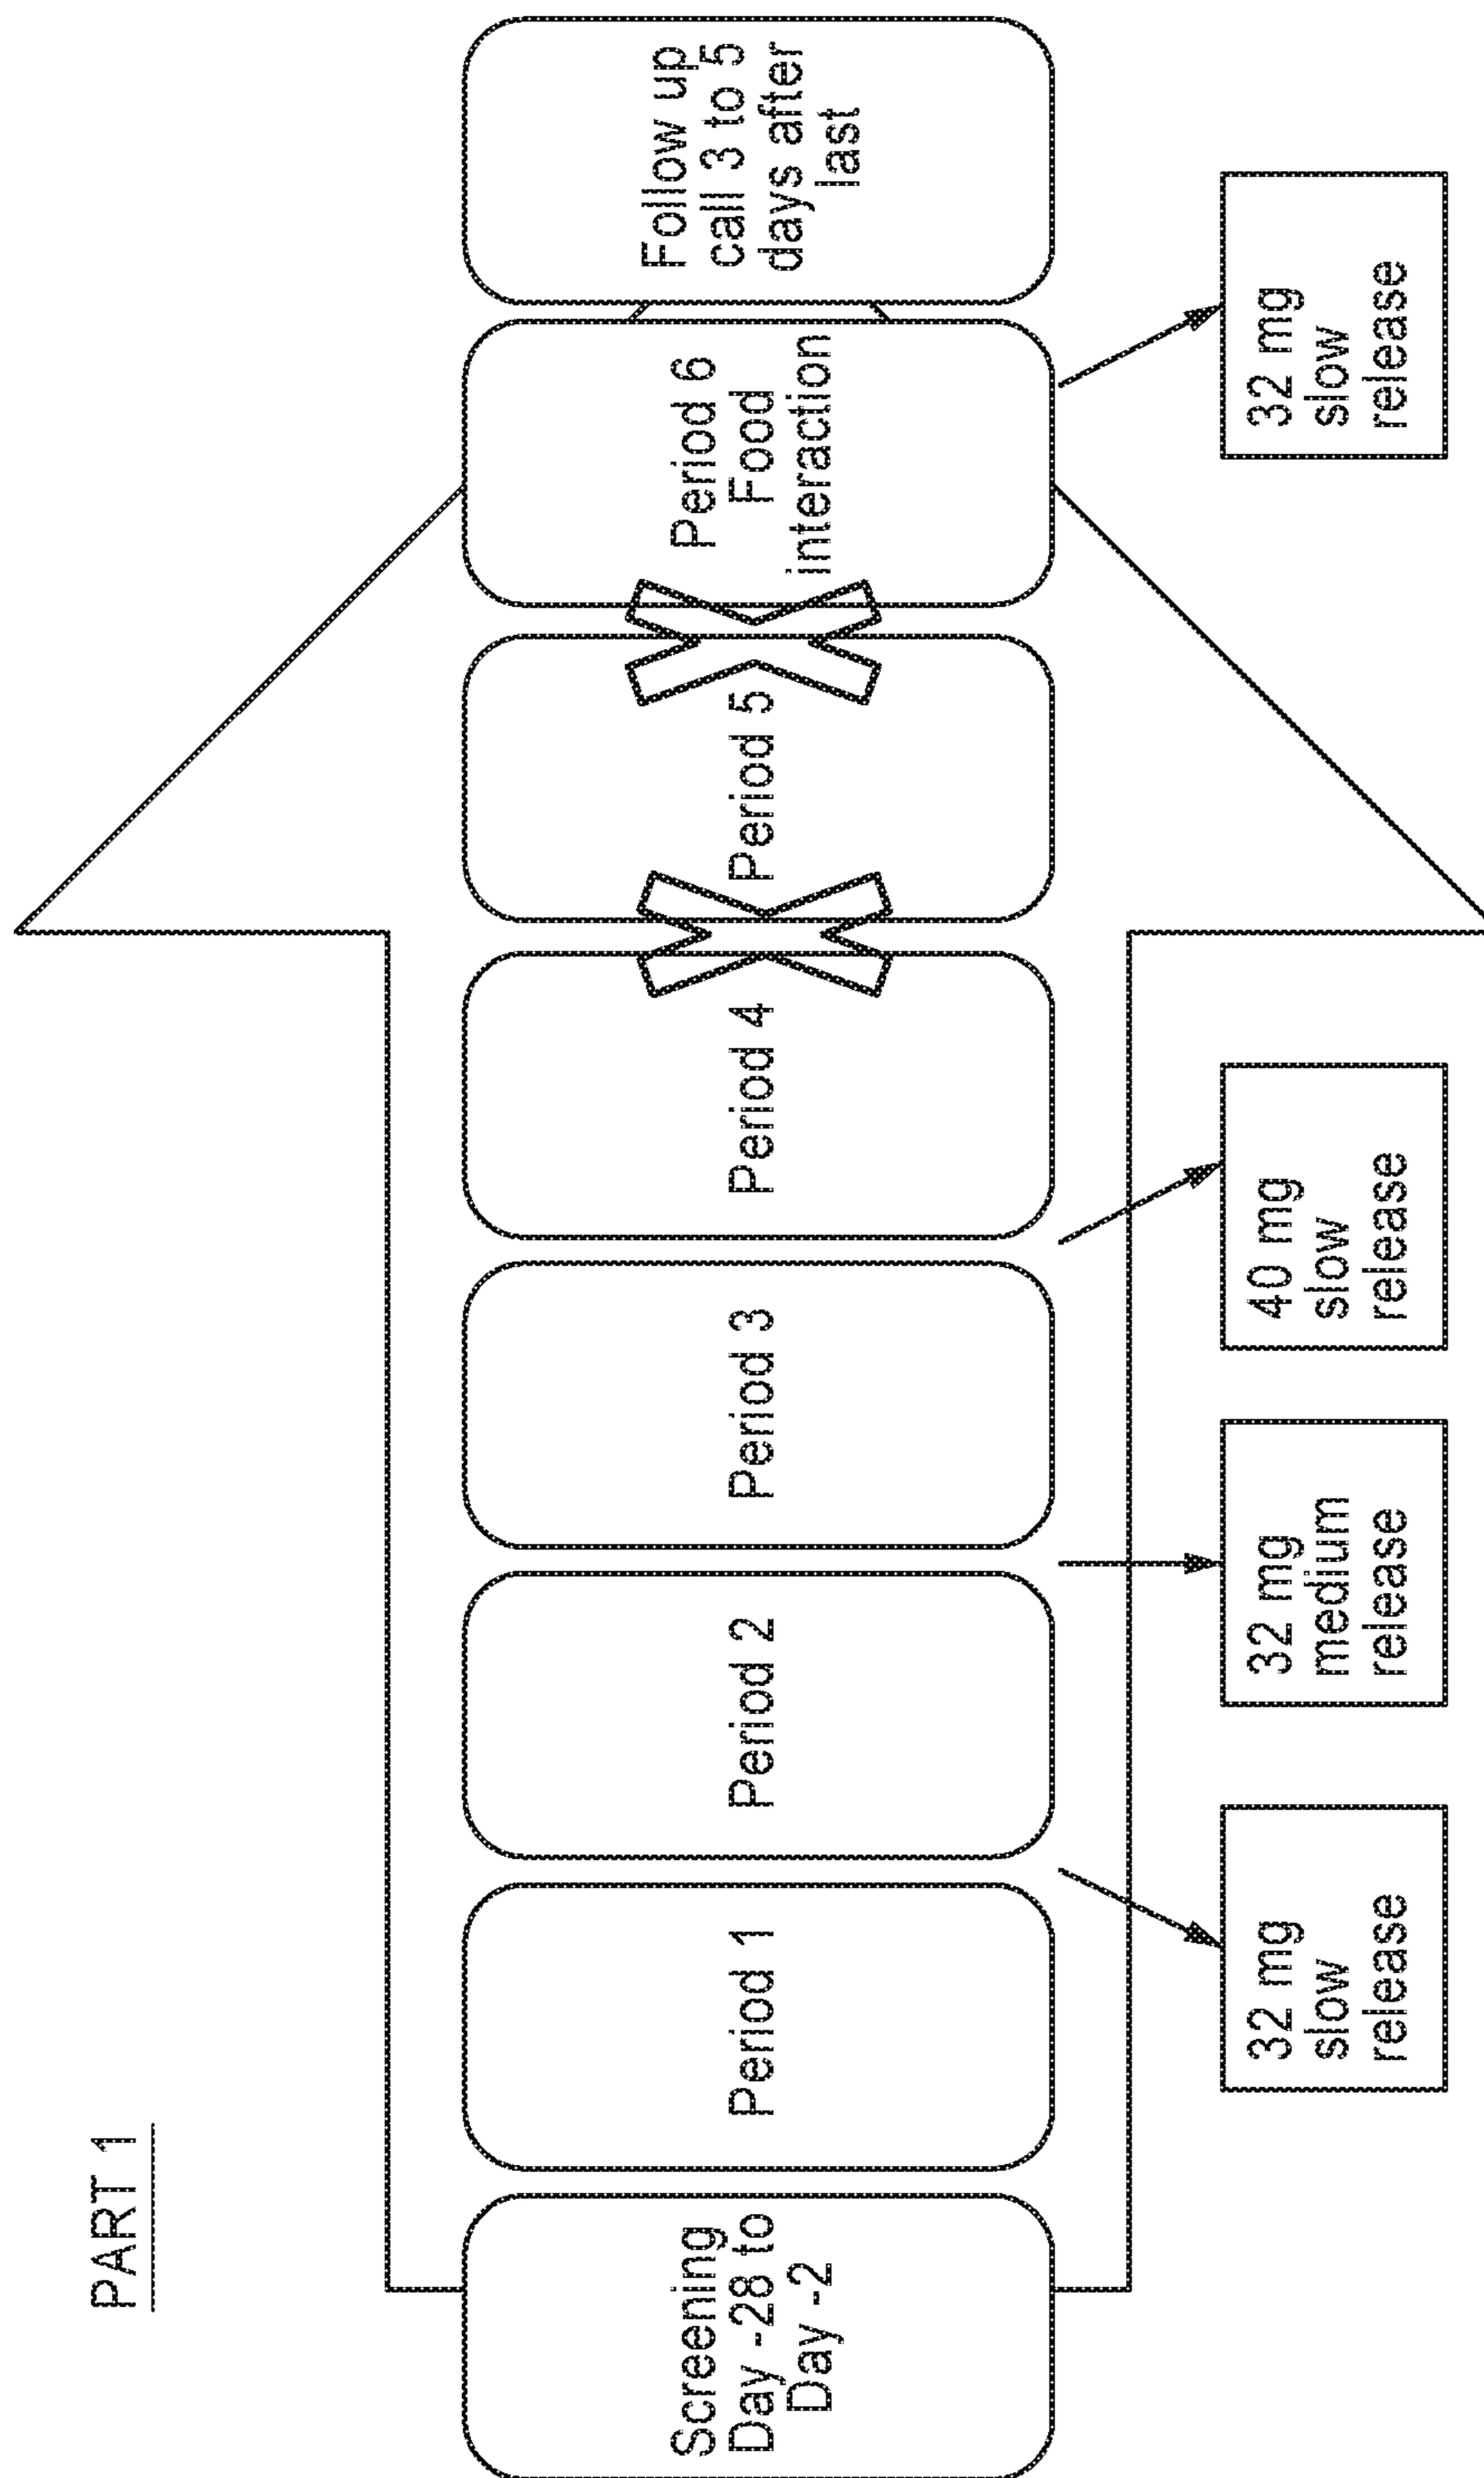 PART 1
Screening
Day -28 to
Day -2
Period 1
Period 2
Period 3
Period 4
Period 5
Period 6
Food
interaction
Follow up
call 3 to 5
days after
last
32 mg
slow
release
32 mg
medium
release
40 mg
slow
release
32 mg
slow
release